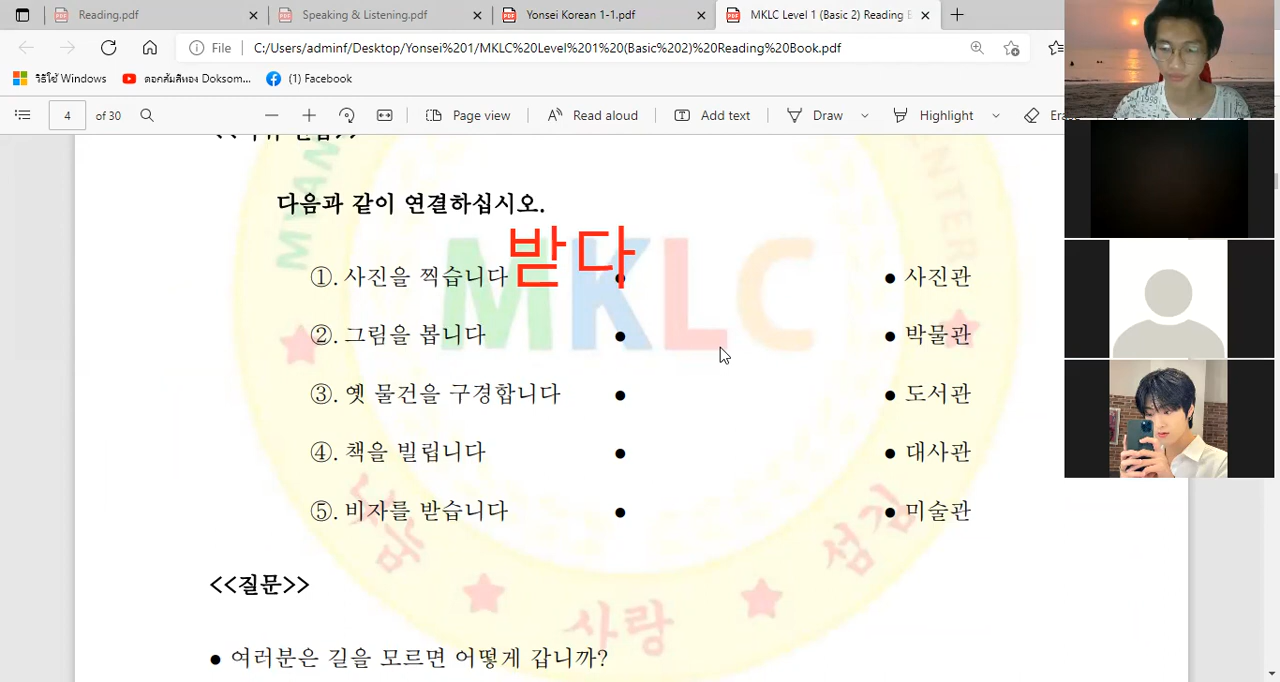 Reading.pdf
Speaking & Listening.pdf
Yonsei Korean 1-1.pdf
MKLC Level 1 (Basic 2) Reading
File C:/Users/adminf/Desktop/Yonsei%201/MKLC%20Level%201%20(Basic%202)%20Reading%20Book.pdf
วิธีใช้ Windows
ดอกส้มสีทอง Doksom...
(1) Facebook
4 of 30
Page view
Read aloud
Add text
Draw
Highlight
다음과 같이 연결하십시오.
받다
①. 사진을 찍습니다 ● ● 사진관
②. 그림을 봅니다 ● ● 박물관
③. 옛 물건을 구경합니다 ● ● 도서관
④. 책을 빌립니다 ● ● 대사관
⑤. 비자를 받습니다 ● ● 미술관
MKLC
섬김
사랑
<<질문>>
● 여러분은 길을 모르면 어떻게 갑니까?